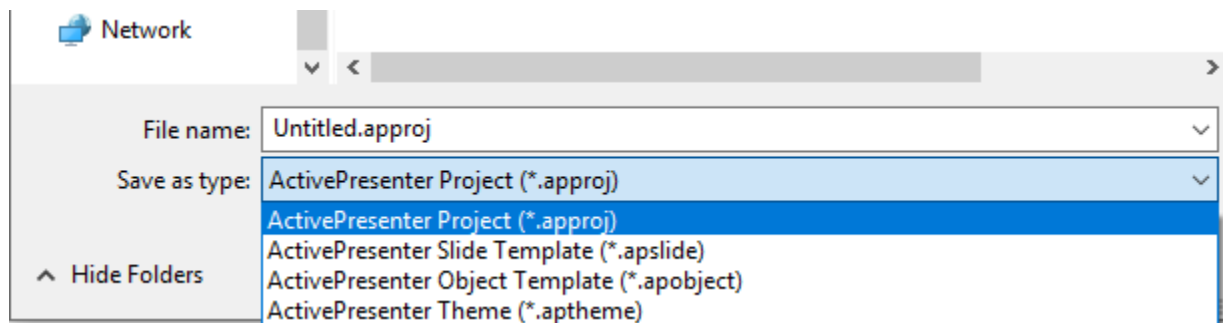 Network
File name: Untitled.approj
Save as type: ActivePresenter Project (*.approj)
ActivePresenter Project (*.approj)
ActivePresenter Slide Template (*.apslide)
Hide Folders ActivePresenter Object Template (*.apobject)
ActivePresenter Theme (*.aptheme)